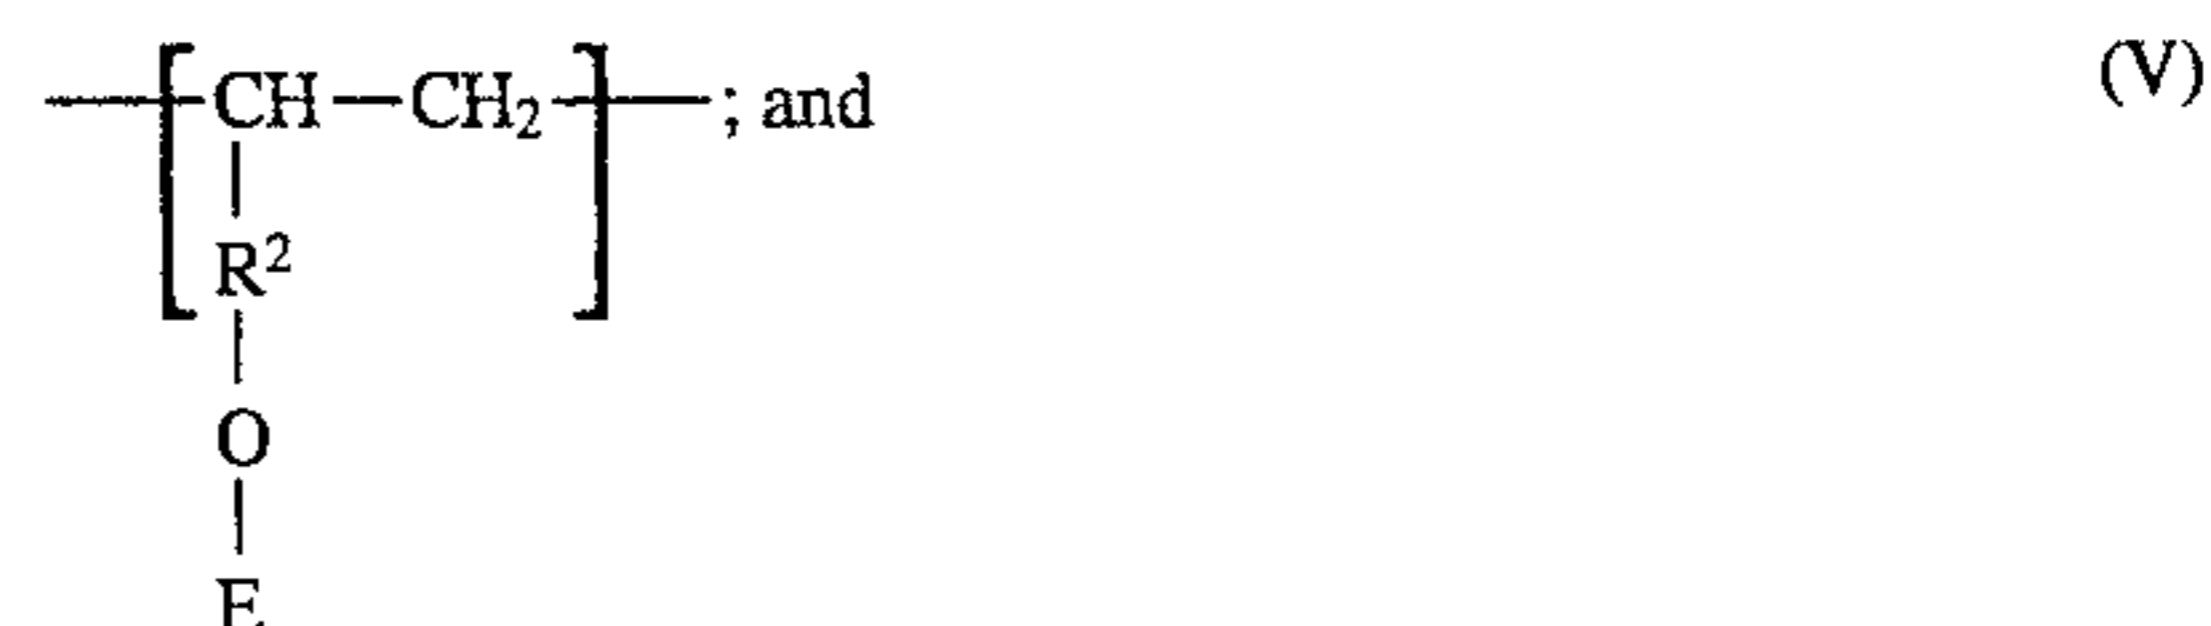 CH—CH₂ ; and (V)
R²
O
E